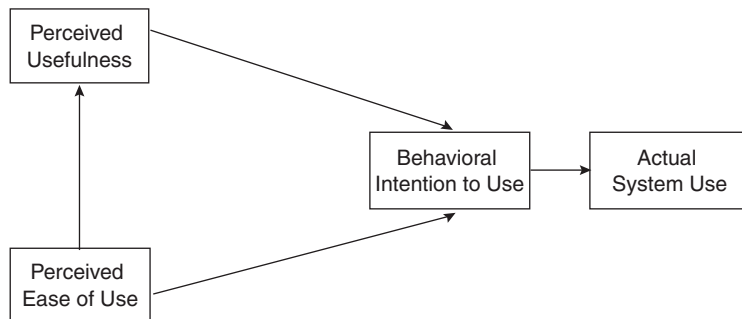 Perceived
Usefulness
Behavioral
Intention to Use
Actual
System Use
Perceived
Ease of Use